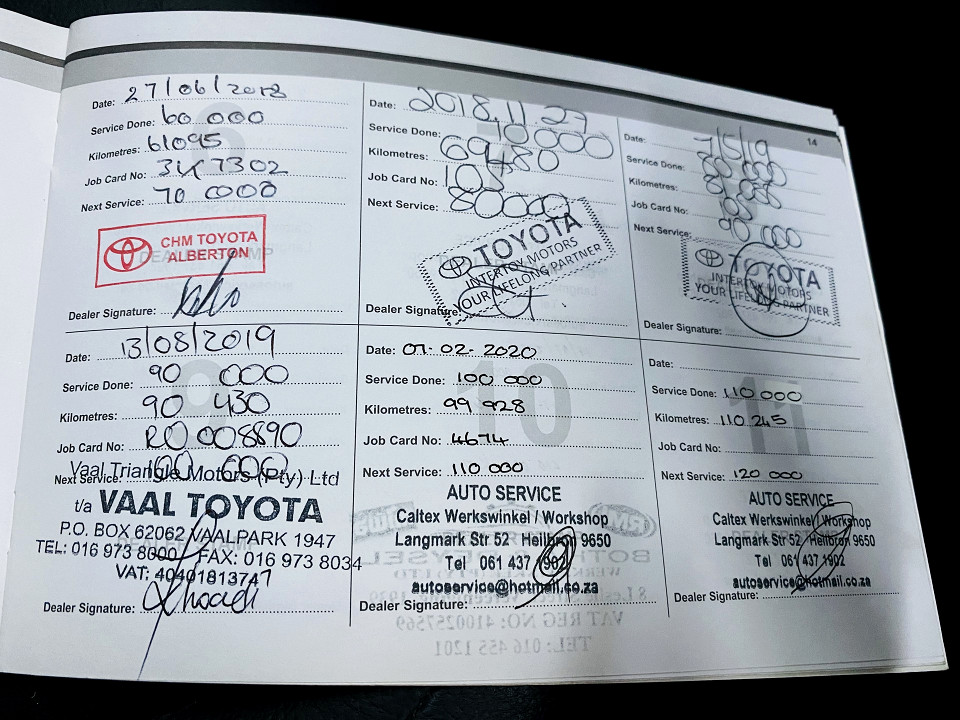 14
Date: 27/06/2018
Service Done: 60 000
Kilometres: 61095
Job Card No: 347302
Next Service: 70 000
CHM TOYOTA
ALBERTON
Dealer Signature:
Date: 2018.11.27
Service Done: 70 000
Kilometres: 69480
Job Card No:
Next Service: 80000
TOYOTA
INTERTOY MOTORS
YOUR LIFELONG PARTNER
Dealer Signature:
Date: 7/5/19
Service Done: 80 000
Kilometres:
Job Card No:
Next Service: 90 000
TOYOTA
INTERTOY MOTORS
YOUR LIFELONG PARTNER
Dealer Signature:
9
Date: 13/08/2019
Service Done: 90 000
Kilometres: 90 430
Job Card No: RO 008890
Next Service: 100 000
Vaal Triangle Motors (Pty) Ltd
t/a VAAL TOYOTA
P.O. BOX 62062 VAALPARK 1947
TEL: 016 973 8000 / FAX: 016 973 8034
VAT: 4040181374
Dealer Signature:
10
Date: 07-02-2020
Service Done: 100 000
Kilometres: 99 928
Job Card No: 4674
Next Service: 110 000
AUTO SERVICE
Caltex Werkswinkel / Workshop
Langmark Str 52 Heilbron 9650
Tel 061 437 1902
autoservice@hotmail.co.za
Dealer Signature:
11
Date:
Service Done: 110 000
Kilometres: 110 245
Job Card No:
Next Service: 120 000
AUTO SERVICE
Caltex Werkswinkel / Workshop
Langmark Str 52 Heilbron 9650
Tel 061 437 1902
autoservice@hotmail.co.za
Dealer Signature: